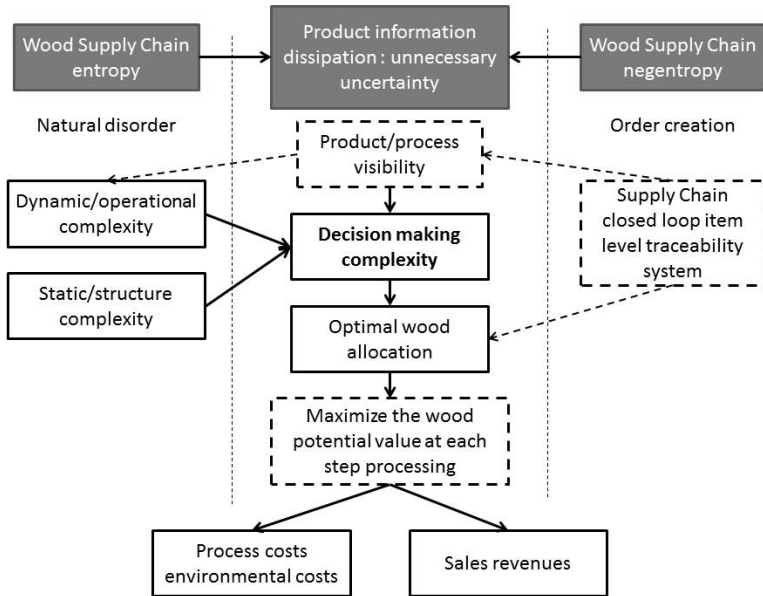 Wood Supply Chain
entropy
Product information
dissipation : unnecessary
uncertainty
Wood Supply Chain
negentropy
Natural disorder
Order creation
Product/process
visibility
Dynamic/operational
complexity
Supply Chain
closed loop item
level traceability
system
Decision making
complexity
Static/structure
complexity
Optimal wood
allocation
Maximize the wood
potential value at each
step processing
Process costs
environmental costs
Sales revenues